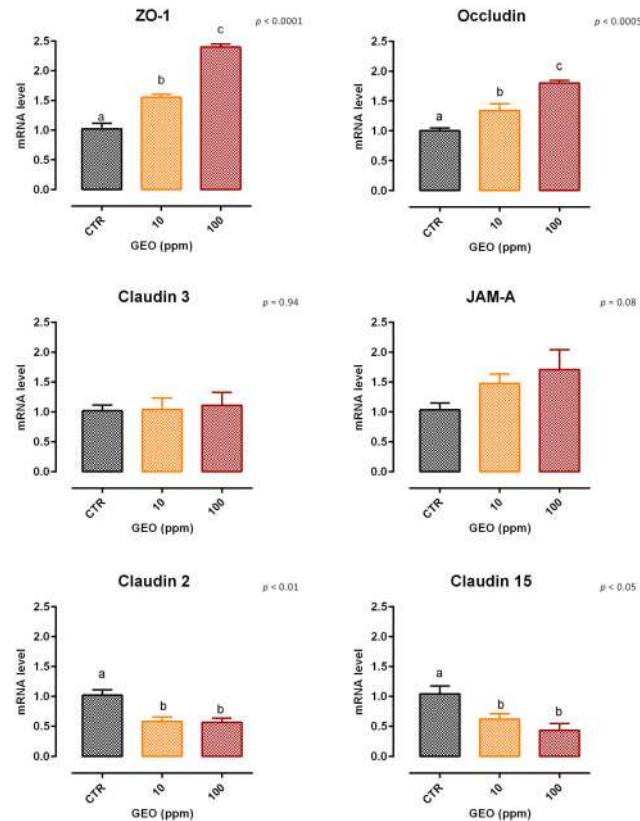 ZO-1
p < 0.0001
mRNA level
2.5
2.0
1.5
1.0
0.5
0.0
a
b
c
CTR
10
100
GEO (ppm)
Occludin
p < 0.0005
mRNA level
2.5
2.0
1.5
1.0
0.5
0.0
a
b
c
CTR
10
100
GEO (ppm)
Claudin 3
p = 0.94
mRNA level
2.5
2.0
1.5
1.0
0.5
0.0
CTR
10
100
GEO (ppm)
JAM-A
p = 0.08
mRNA level
2.5
2.0
1.5
1.0
0.5
0.0
CTR
10
100
GEO (ppm)
Claudin 2
p < 0.01
mRNA level
2.5
2.0
1.5
1.0
0.5
0.0
a
b
b
CTR
10
100
GEO (ppm)
Claudin 15
p < 0.05
mRNA level
2.5
2.0
1.5
1.0
0.5
0.0
a
b
b
CTR
10
100
GEO (ppm)